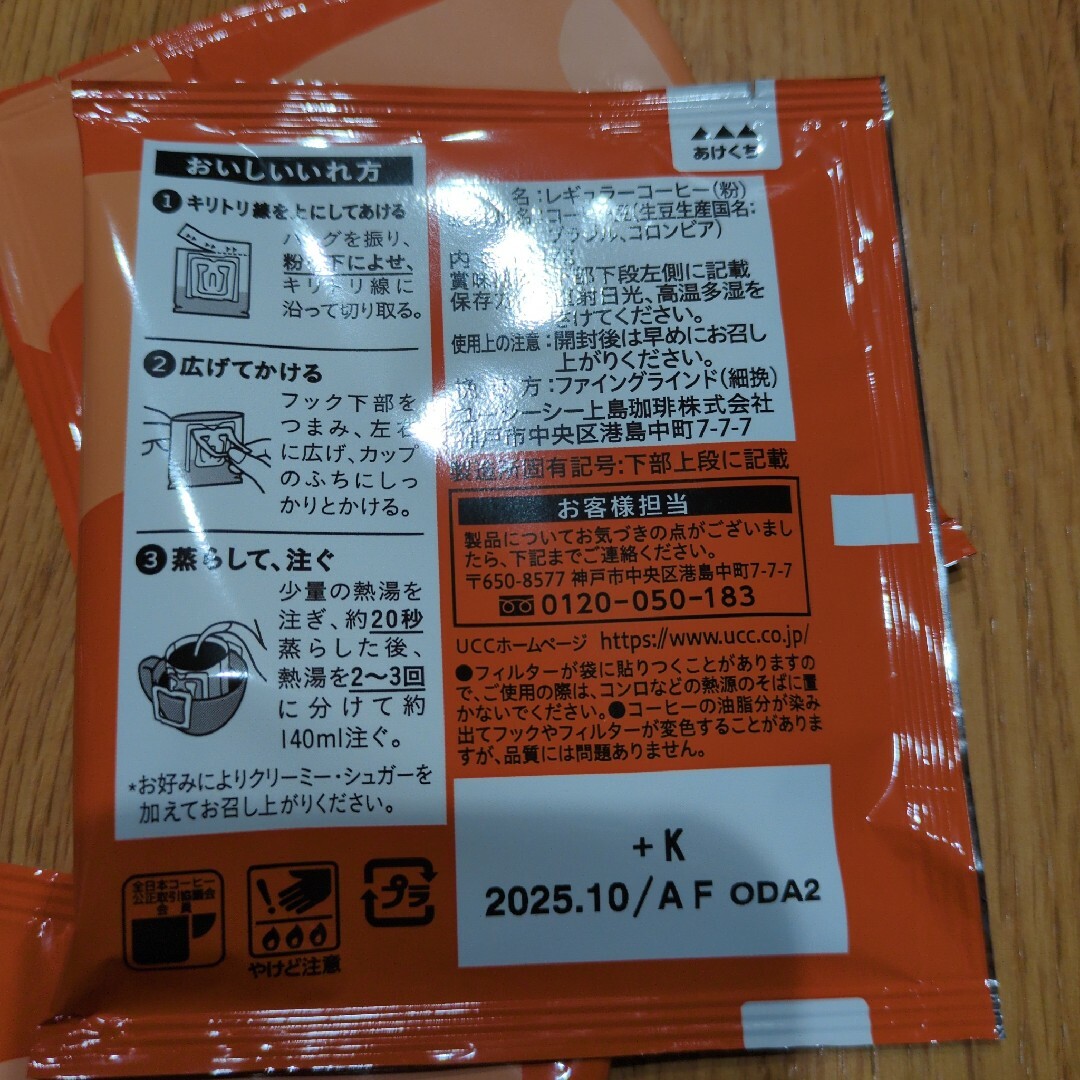 あけくち
おいしいいれ方
1 キリトリ線を上にしてあける
バッグを振り、
粉を下によせ、
キリトリ線に
沿って切り取る。
2 広げてかける
フック下部を
つまみ、左右
に広げ、カップ
のふちにしっ
かりとかける。
3 蒸らして、注ぐ
少量の熱湯を
注ぎ、約20秒
蒸らした後、
熱湯を2〜3回
に分けて約
140ml注ぐ。
*お好みによりクリーミー・シュガーを
加えてお召し上がりください。
名:レギュラーコーヒー(粉)
(生豆生産国名:
ブラジル、コロンビア)
内
賞味 下段左側に記載
保存 直射日光、高温多湿を
さけてください。
使用上の注意:開封後は早めにお召し
上がりください。
挽き方:ファイングラインド(細挽)
ユーシーシー上島珈琲株式会社
神戸市中央区港島中町7-7-7
製造所固有記号:下部上段に記載
お客様担当
製品についてお気づきの点がございまし
たら、下記までご連絡ください。
〒650-8577 神戸市中央区港島中町7-7-7
0120-050-183
UCCホームページ https://www.ucc.co.jp/
●フィルターが袋に貼りつくことがありますの
で、ご使用の際は、コンロなどの熱源のそばに置
かないでください。●コーヒーの油脂分が染み
出てフックやフィルターが変色することがありま
すが、品質には問題ありません。
+K
2025.10/AF ODA2
全日本コーヒー
公正取引協議会
会員
やけど注意
プラ